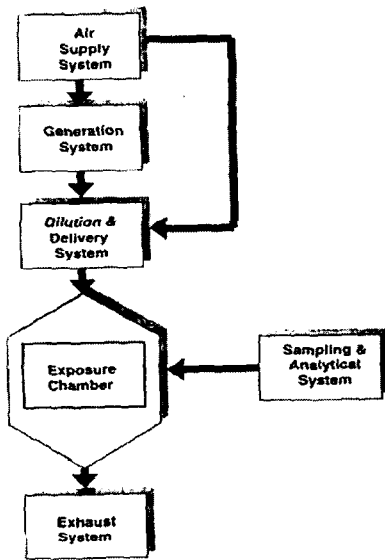 Air
Supply
System
Generation
System
Dilution &
Delivery
System
Exposure
Chamber
Sampling &
Analytical
System
Exhaust
System